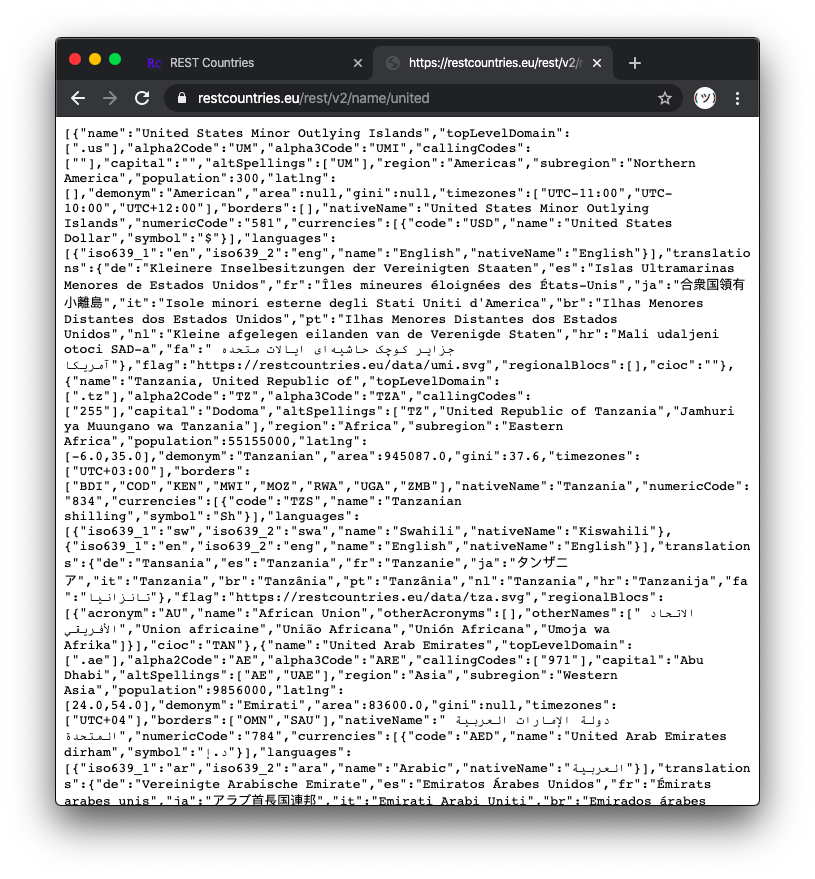 REST Countries
https://restcountries.eu/rest/v2/r
restcountries.eu/rest/v2/name/united
(ツ)
[{"name":"United States Minor Outlying Islands","topLevelDomain":
[".us"],"alpha2Code":"UM","alpha3Code":"UMI","callingCodes":
[""],"capital":"","altSpellings":["UM"],"region":"Americas","subregion":"Northern
America","population":300,"latlng":
[],"demonym":"American","area":null,"gini":null,"timezones":["UTC-11:00","UTC-
10:00","UTC+12:00"],"borders":[],"nativeName":"United States Minor Outlying
Islands","numericCode":"581","currencies":[{"code":"USD","name":"United States
Dollar","symbol":"$"}],"languages":
[{"iso639_1":"en","iso639_2":"eng","name":"English","nativeName":"English"}],"translatio
ns":{"de":"Kleinere Inselbesitzungen der Vereinigten Staaten","es":"Islas Ultramarinas
Menores de Estados Unidos","fr":"Îles mineures éloignées des États-Unis","ja":"合衆国領有
小離島","it":"Isole minori esterne degli Stati Uniti d'America","br":"Ilhas Menores
Distantes dos Estados Unidos","pt":"Ilhas Menores Distantes dos Estados
Unidos","nl":"Kleine afgelegen eilanden van de Verenigde Staten","hr":"Mali udaljeni
otoci SAD-a","fa":"جزایر کوچک حاشیه‌ای ایالات متحده
آمریکا"},"flag":"https://restcountries.eu/data/umi.svg","regionalBlocs":[],"cioc":""},
{"name":"Tanzania, United Republic of","topLevelDomain":
[".tz"],"alpha2Code":"TZ","alpha3Code":"TZA","callingCodes":
["255"],"capital":"Dodoma","altSpellings":["TZ","United Republic of Tanzania","Jamhuri
ya Muungano wa Tanzania"],"region":"Africa","subregion":"Eastern
Africa","population":55155000,"latlng":
[-6.0,35.0],"demonym":"Tanzanian","area":945087.0,"gini":37.6,"timezones":
["UTC+03:00"],"borders":
["BDI","COD","KEN","MWI","MOZ","RWA","UGA","ZMB"],"nativeName":"Tanzania","numericCode":
"834","currencies":[{"code":"TZS","name":"Tanzanian
shilling","symbol":"Sh"}],"languages":
[{"iso639_1":"sw","iso639_2":"swa","name":"Swahili","nativeName":"Kiswahili"},
{"iso639_1":"en","iso639_2":"eng","name":"English","nativeName":"English"}],"translation
s":{"de":"Tansania","es":"Tanzania","fr":"Tanzanie","ja":"タンザニ
ア","it":"Tanzania","br":"Tanzânia","pt":"Tanzânia","nl":"Tanzania","hr":"Tanzanija","fa
":"تانزانیا"},"flag":"https://restcountries.eu/data/tza.svg","regionalBlocs":
[{"acronym":"AU","name":"African Union","otherAcronyms":[],"otherNames":["الاتحاد
الأفريقي","Union africaine","União Africana","Unión Africana","Umoja wa
Afrika"]}],"cioc":"TAN"},{"name":"United Arab Emirates","topLevelDomain":
[".ae"],"alpha2Code":"AE","alpha3Code":"ARE","callingCodes":["971"],"capital":"Abu
Dhabi","altSpellings":["AE","UAE"],"region":"Asia","subregion":"Western
Asia","population":9856000,"latlng":
[24.0,54.0],"demonym":"Emirati","area":83600.0,"gini":null,"timezones":
["UTC+04"],"borders":["OMN","SAU"],"nativeName":"دولة الإمارات العربية
المتحدة","numericCode":"784","currencies":[{"code":"AED","name":"United Arab Emirates
dirham","symbol":"د.إ"}],"languages":
[{"iso639_1":"ar","iso639_2":"ara","name":"Arabic","nativeName":"العربية"}],"translation
s":{"de":"Vereinigte Arabische Emirate","es":"Emiratos Árabes Unidos","fr":"Émirats
arabes unis","ja":"アラブ首長国連邦","it":"Emirati Arabi Uniti","br":"Emirados árabes